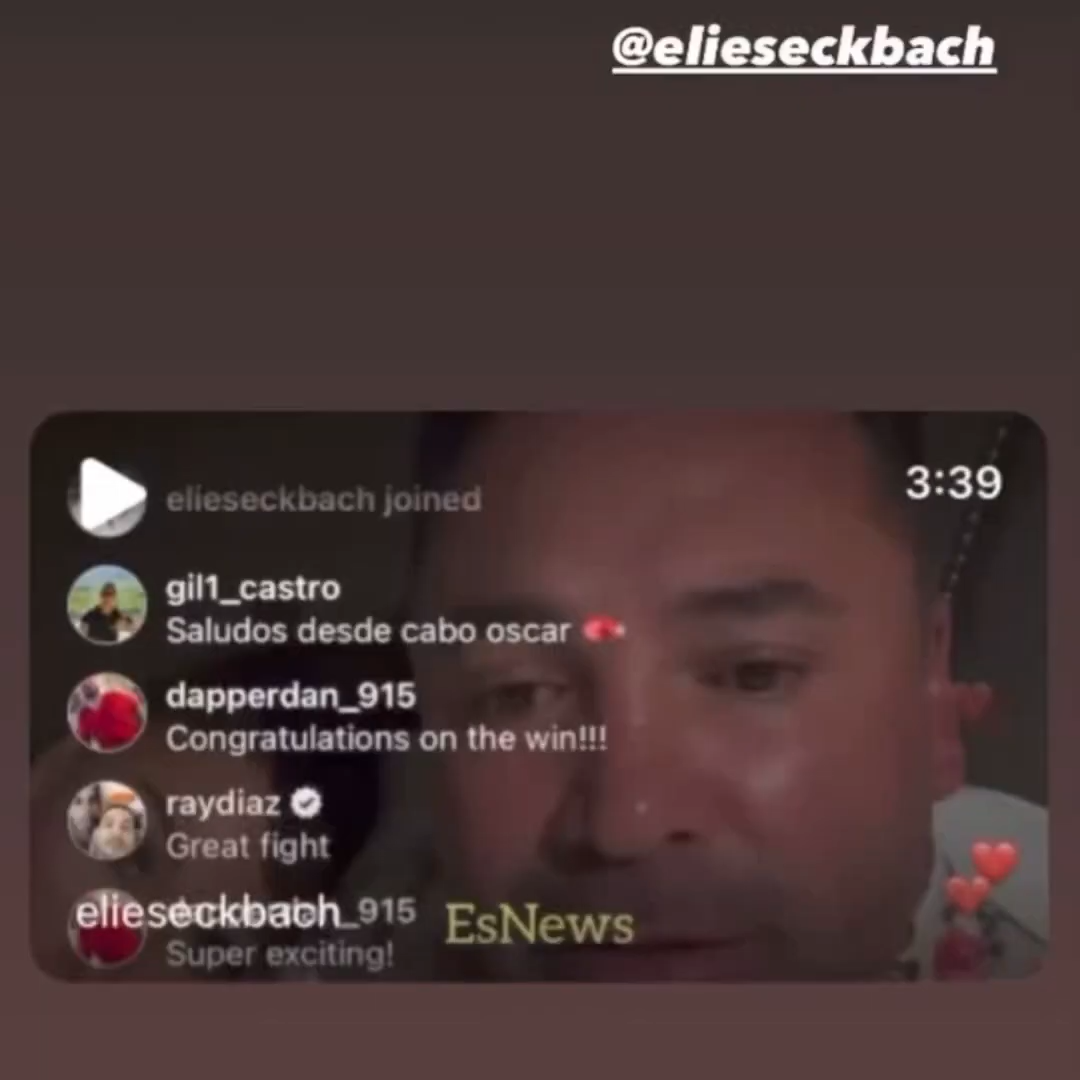 @elieseckbach
3:39
elieseckbach joined
gil1_castro
Saludos desde cabo oscar
dapperdan_915
Congratulations on the win!!!
raydiaz
Great fight
elieseckbach
_915
EsNews
Super exciting!